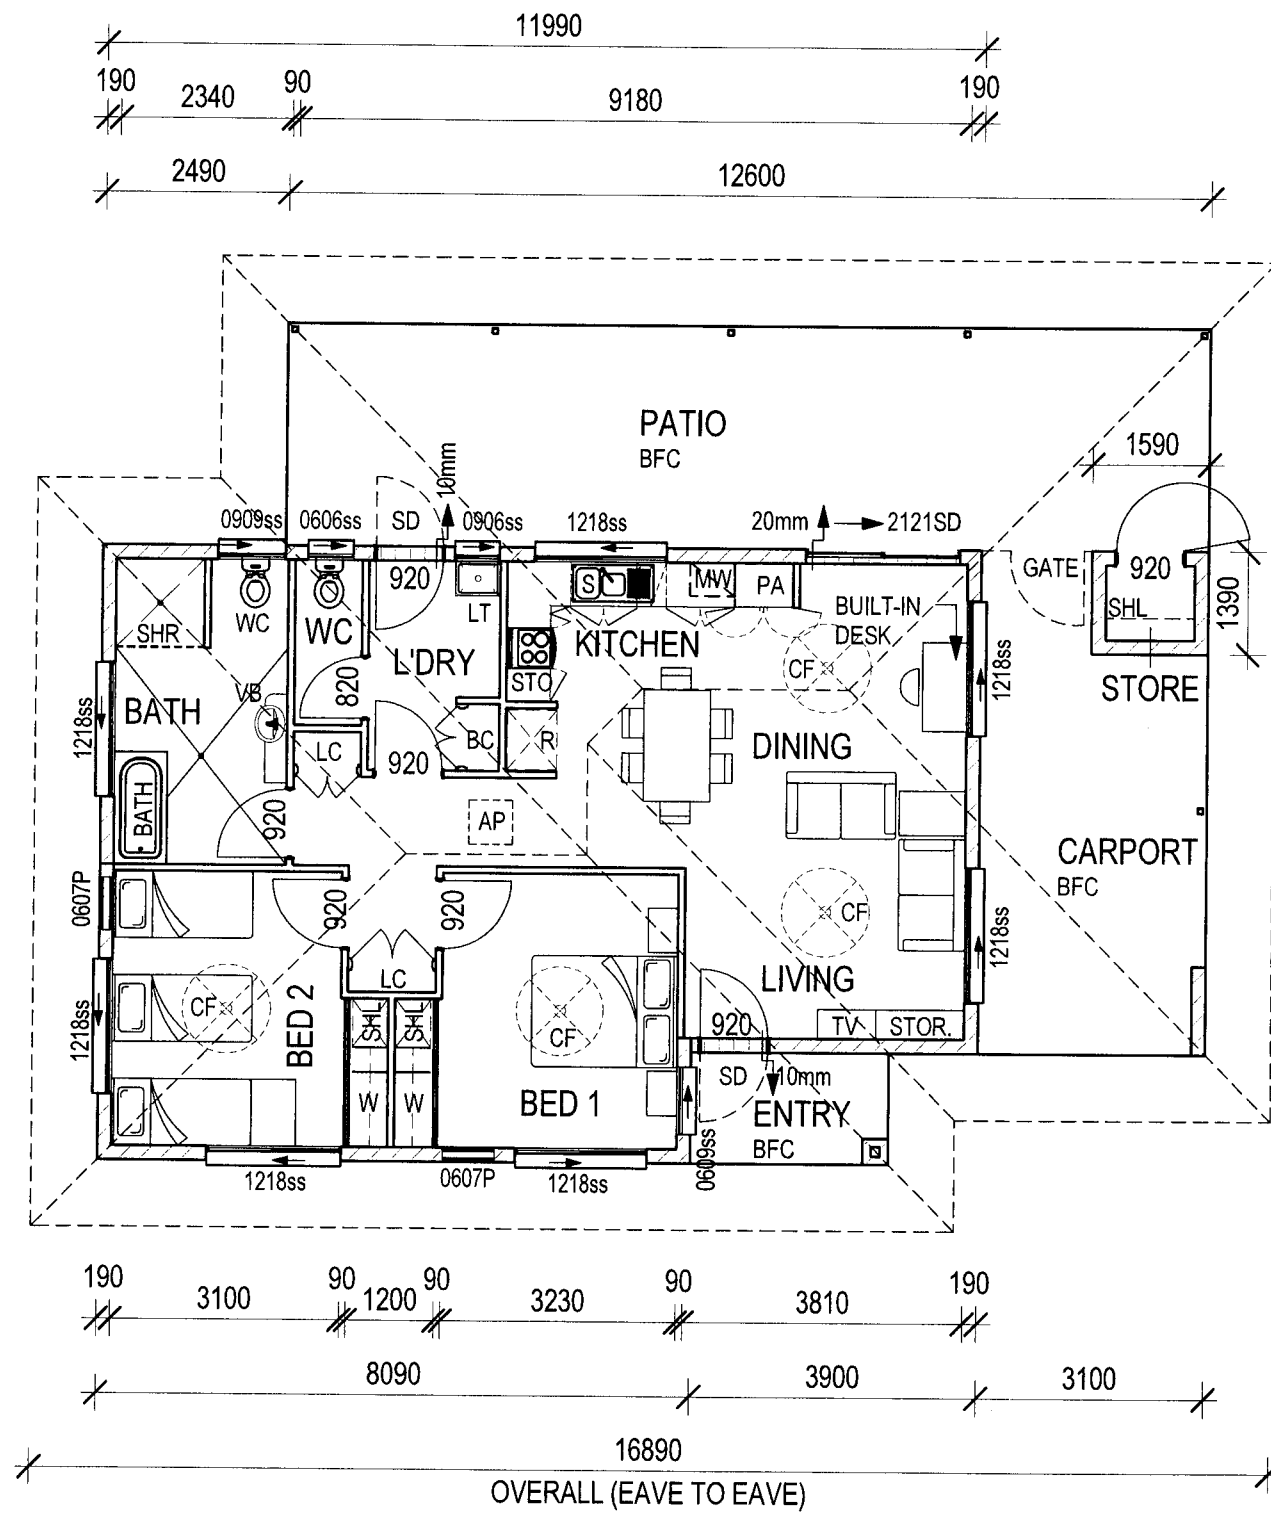 11990
190 2340 90 9180 190
2490 12600
PATIO
BFC
1590
10mm
0909ss 0606ss SD 0906ss 1218ss 20mm 2121SD
920
GATE
920
SHL
1390
STORE
SHR
WC
WC
820
L'DRY
LT
S
MW
PA
KITCHEN
STO
BUILT-IN
DESK
CF
1218ss
1218ss
BATH
VB
BATH
LC
920
BC
R
DINING
920
AP
CARPORT
BFC
0607P
920
920
CF
1218ss
LIVING
LC
1218ss
CF
BED 2
SHL
SHL
W
W
CF
BED 1
920
TV
STOR.
SD
10mm
ENTRY
BFC
0609ss
1218ss
0607P
1218ss
190 3100 90 1200 90 3230 90 3810 190
8090 3900 3100
16890
OVERALL (EAVE TO EAVE)